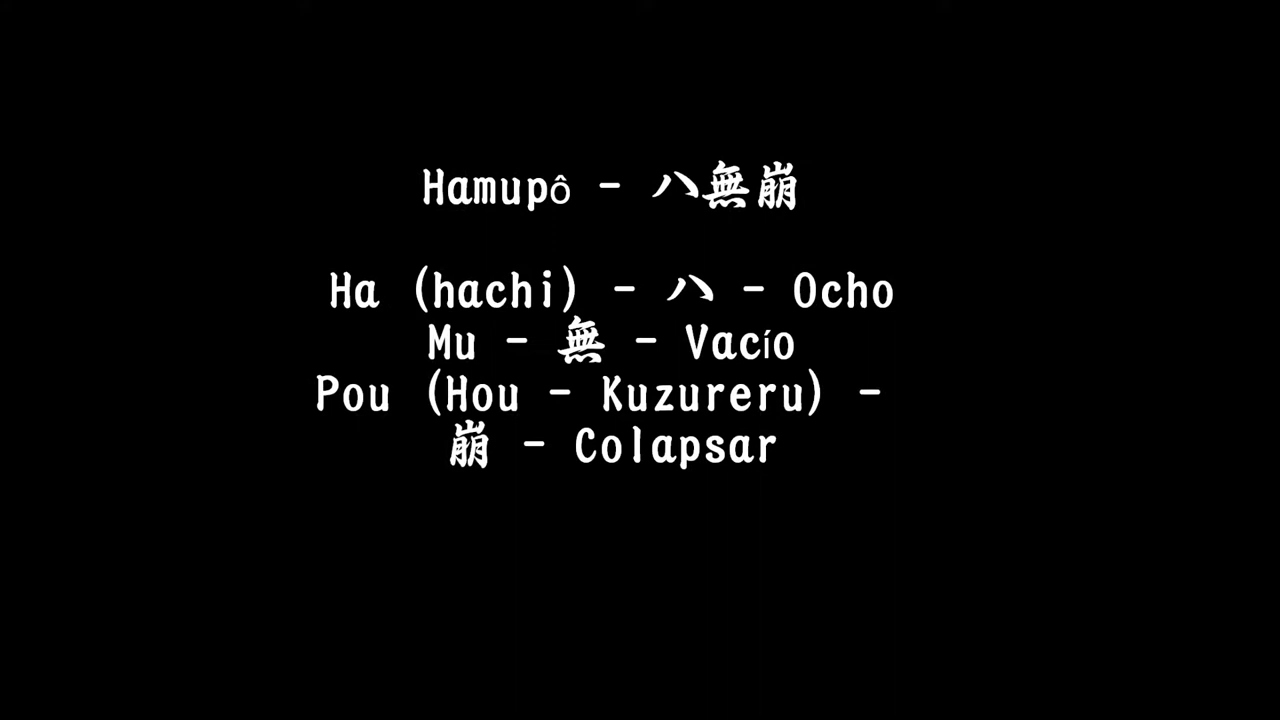 Hamupô - 八無崩
Ha (hachi) - 八 - Ocho
Mu - 無 - Vacío
Pou (Hou - Kuzureru) -
崩 - Colapsar